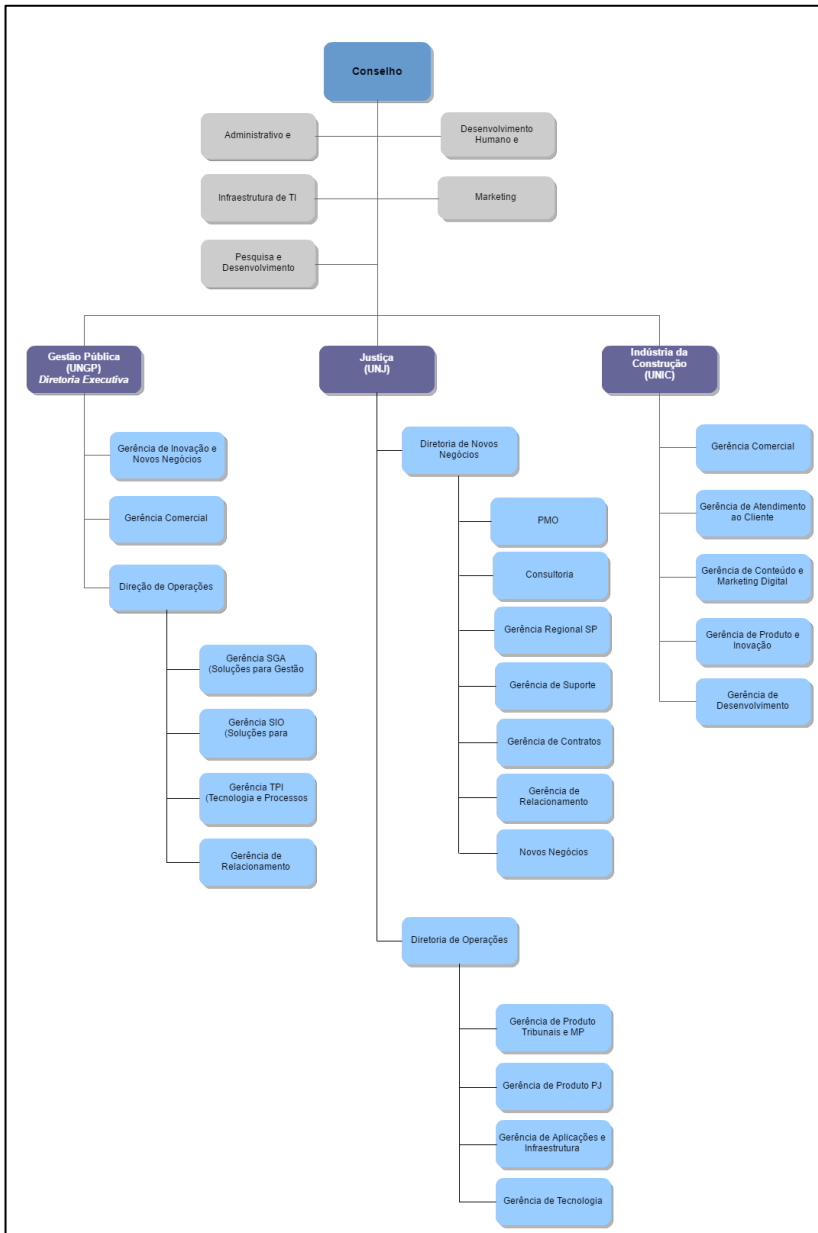 Conselho
Administrativo e
Desenvolvimento
Humano e
Infraestrutura de TI
Marketing
Pesquisa e
Desenvolvimento
Gestão Pública
(UNGP)
Diretoria Executiva
Gerência de Inovação e
Novos Negócios
Gerência Comercial
Direção de Operações
Gerência SGA
(Soluções para Gestão
Gerência SIO
(Soluções para
Gerência TPI
(Tecnologia e Processos
Gerência de
Relacionamento
Justiça
(UNJ)
Diretoria de Novos
Negócios
PMO
Consultoria
Gerência Regional SP
Gerência de Suporte
Gerência de Contratos
Gerência de
Relacionamento
Novos Negócios
Diretoria de Operações
Gerência de Produto
Tribunais e MP
Gerência de Produto PJ
Gerência de Aplicações e
Infraestrutura
Gerência de Tecnologia
Indústria da
Construção
(UNIC)
Gerência Comercial
Gerência de Atendimento
ao Cliente
Gerência de Conteúdo e
Marketing Digital
Gerência de Produto e
Inovação
Gerência de
Desenvolvimento